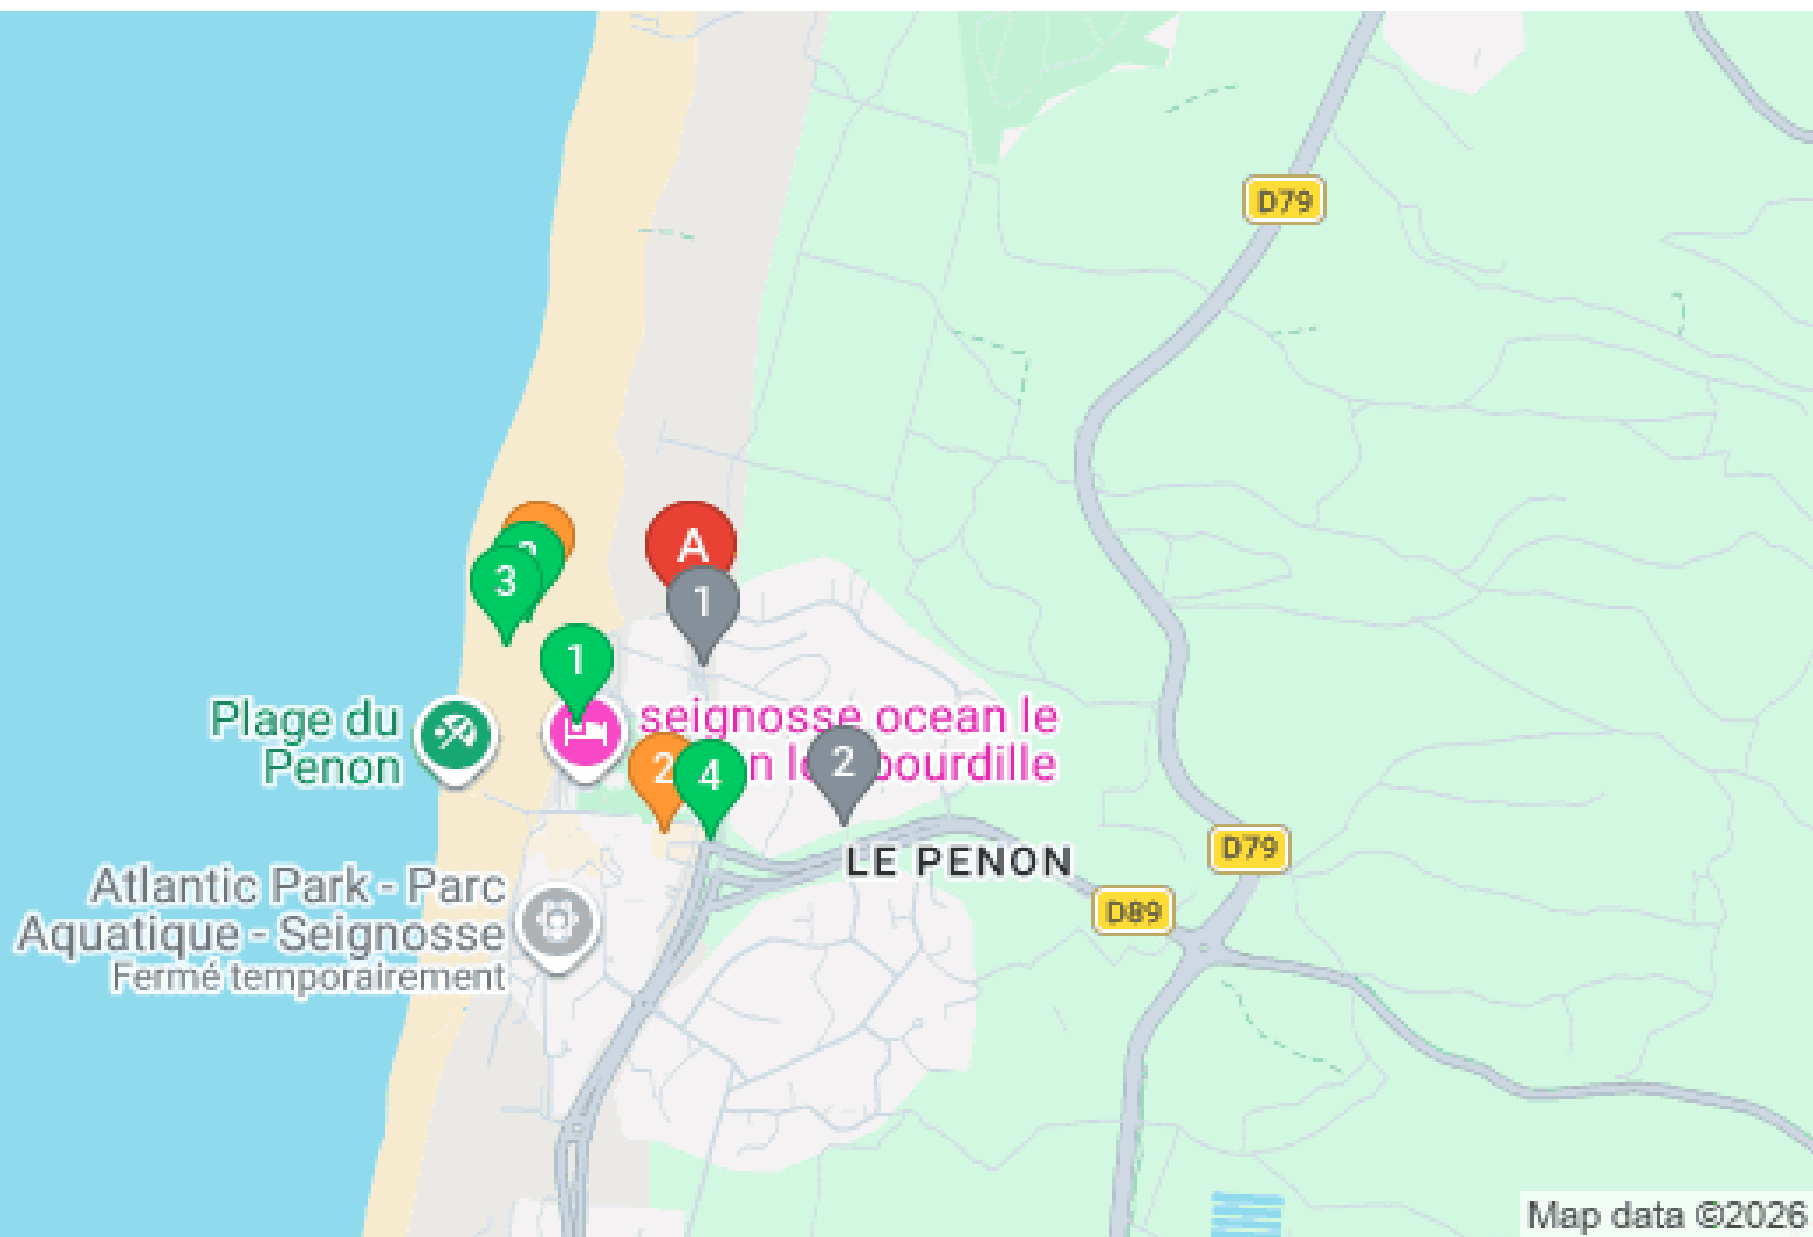 D79
A
3
1
1
Plage du
Penon
seignosse ocean le
bourdille
2
4
2
D79
LE PENON
D89
Atlantic Park - Parc
Aquatique - Seignosse
Fermé temporairement
Map data ©2026